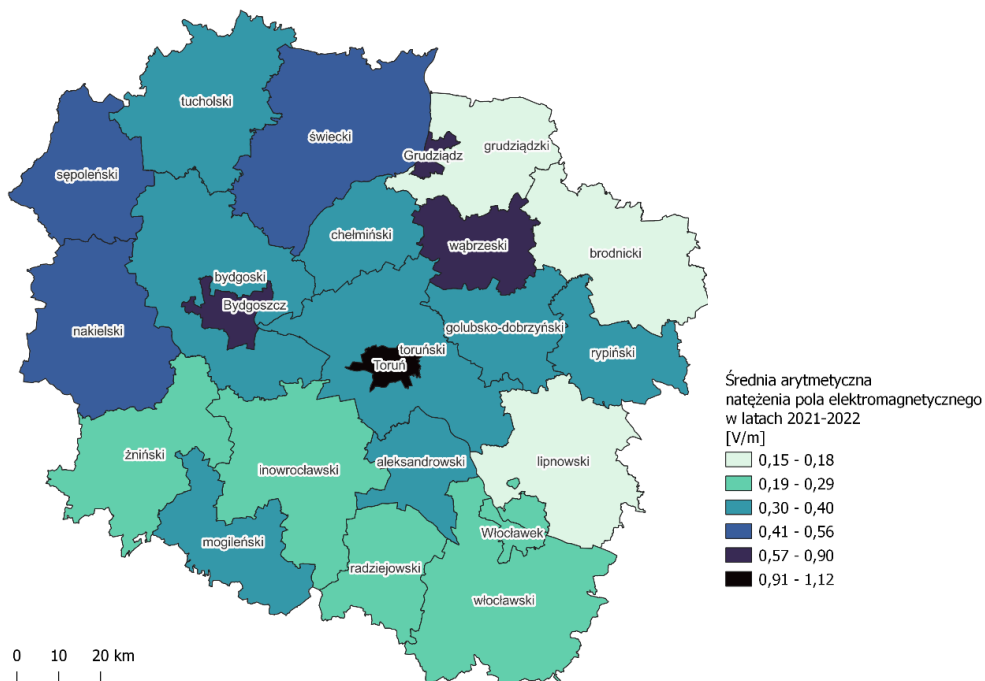 tucholski
świecki
sępoleński
Grudziądz
grudziądzki
chełmiński
wąbrzeski
brodnicki
bydgoski
Bydgoszcz
nakielski
golubsko-dobrzyński
toruński
Toruń
rypiński
żniński
inowrocławski
aleksandrowski
lipnowski
mogileński
Włocławek
radziejowski
włocławski
Średnia arytmetyczna
natężenia pola elektromagnetycznego
w latach 2021-2022
[V/m]
0,15 - 0,18
0,19 - 0,29
0,30 - 0,40
0,41 - 0,56
0,57 - 0,90
0,91 - 1,12
0 10 20 km